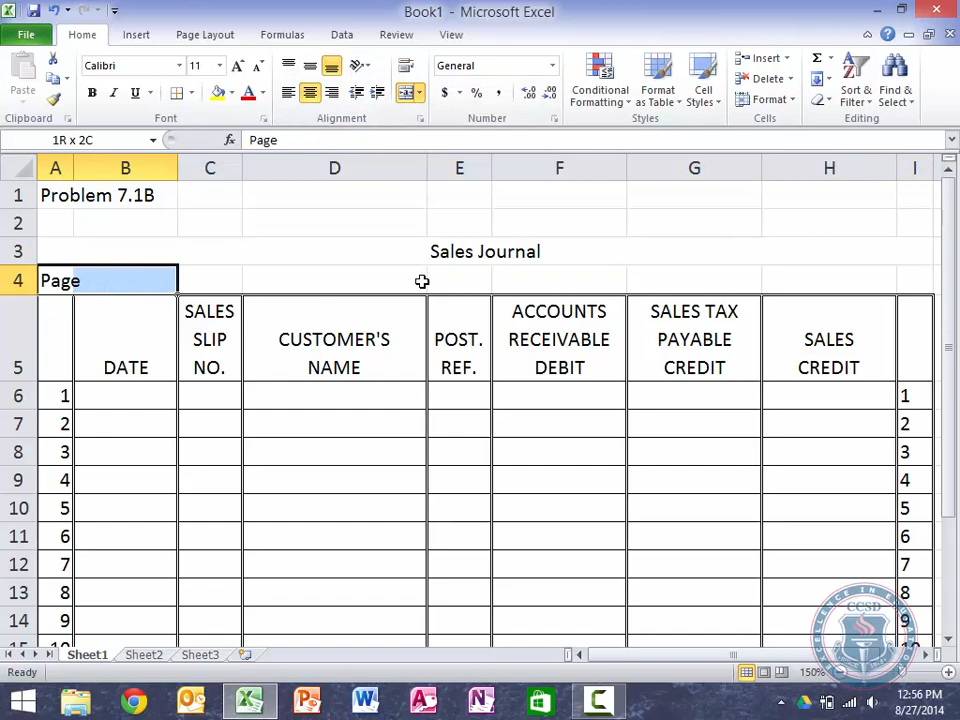 Book1 - Microsoft Excel
File Home Insert Page Layout Formulas Data Review View
Paste
Calibri 11
General
Conditional Formatting
Format as Table
Cell Styles
Insert
Delete
Format
Sort & Filter
Find & Select
Clipboard Font Alignment Number Styles Cells Editing
1R x 2C fx Page
A B C D E F G H I
1 Problem 7.1B
2
3 Sales Journal
4 Page
SALES ACCOUNTS SALES TAX
SLIP CUSTOMER'S POST. RECEIVABLE PAYABLE SALES
5 DATE NO. NAME REF. DEBIT CREDIT CREDIT
6 1 1
7 2 2
8 3 3
9 4 4
10 5 5
11 6 6
12 7 7
13 8 8
14 9 9
15 10 10
CCSD
Sheet1 Sheet2 Sheet3
Ready 150%
12:56 PM
8/27/2014